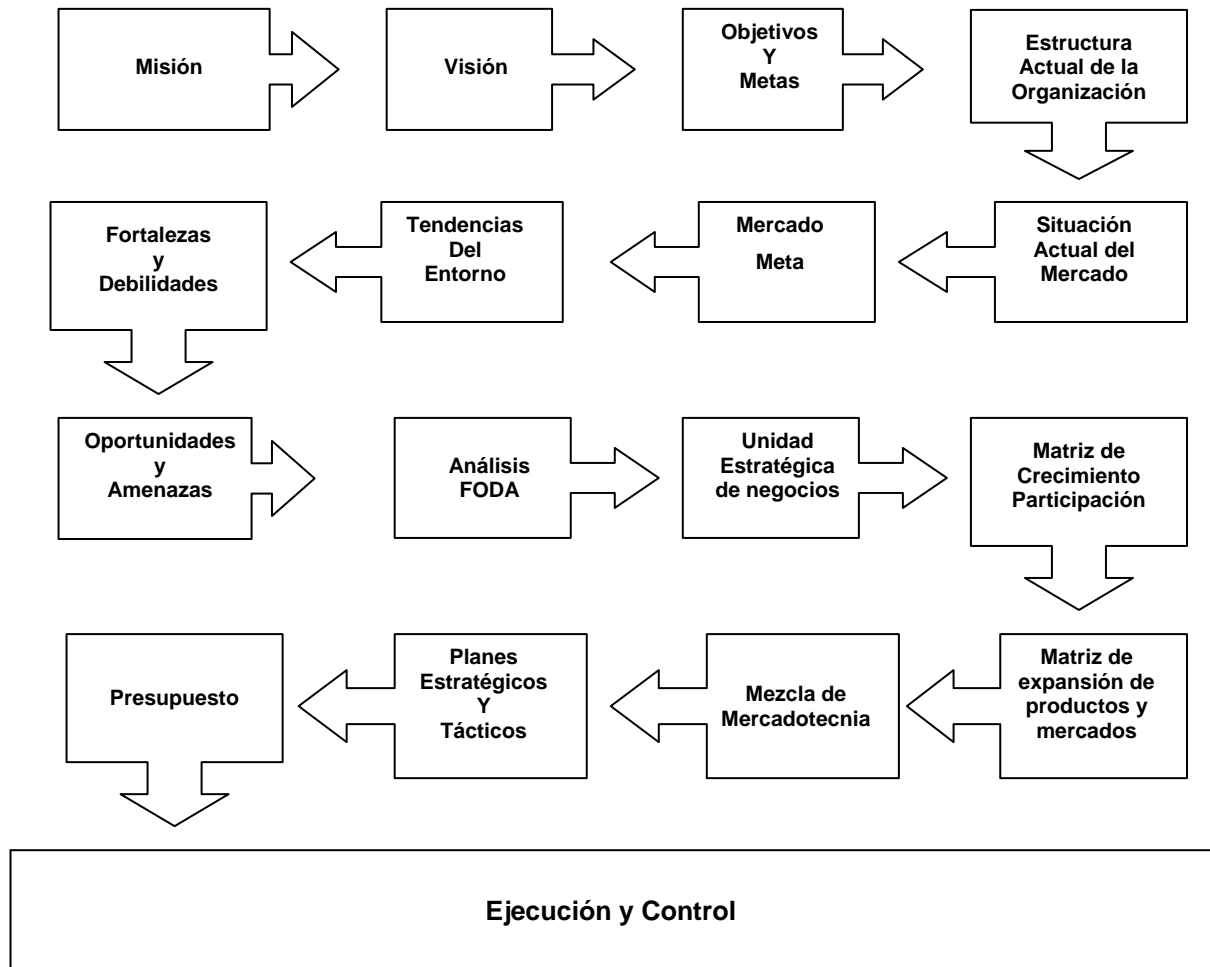 Misión
Visión
Objetivos
Y
Metas
Estructura
Actual de la
Organización
Situación
Actual del
Mercado
Mercado
Meta
Tendencias
Del
Entorno
Fortalezas
y
Debilidades
Oportunidades
y
Amenazas
Análisis
FODA
Unidad
Estratégica
de negocios
Matriz de
Crecimiento
Participación
Matriz de
expansión de
productos y
mercados
Mezcla de
Mercadotecnia
Planes
Estratégicos
Y
Tácticos
Presupuesto
Ejecución y Control